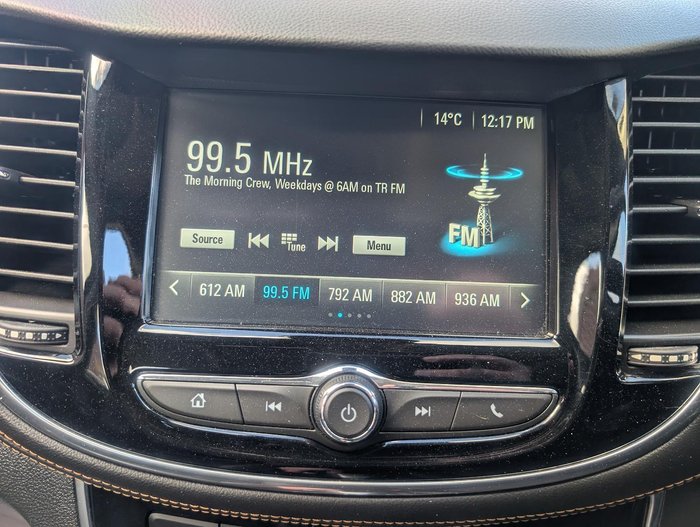 14°C 12:17 PM
99.5 MHz
The Morning Crew, Weekdays @ 6AM on TR FM
FM
Source Tune Menu
612 AM 99.5 FM 792 AM 882 AM 936 AM